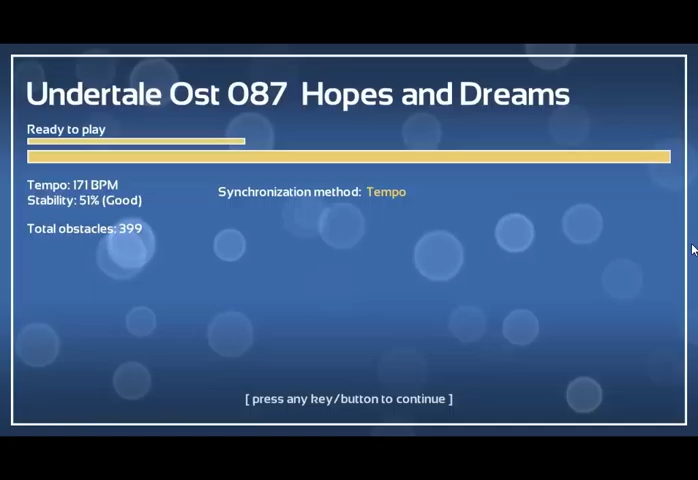 Undertale Ost 087 Hopes and Dreams
Ready to play
Tempo: 171 BPM
Stability: 51% (Good)
Synchronization method: Tempo
Total obstacles: 399
[ press any key/button to continue ]